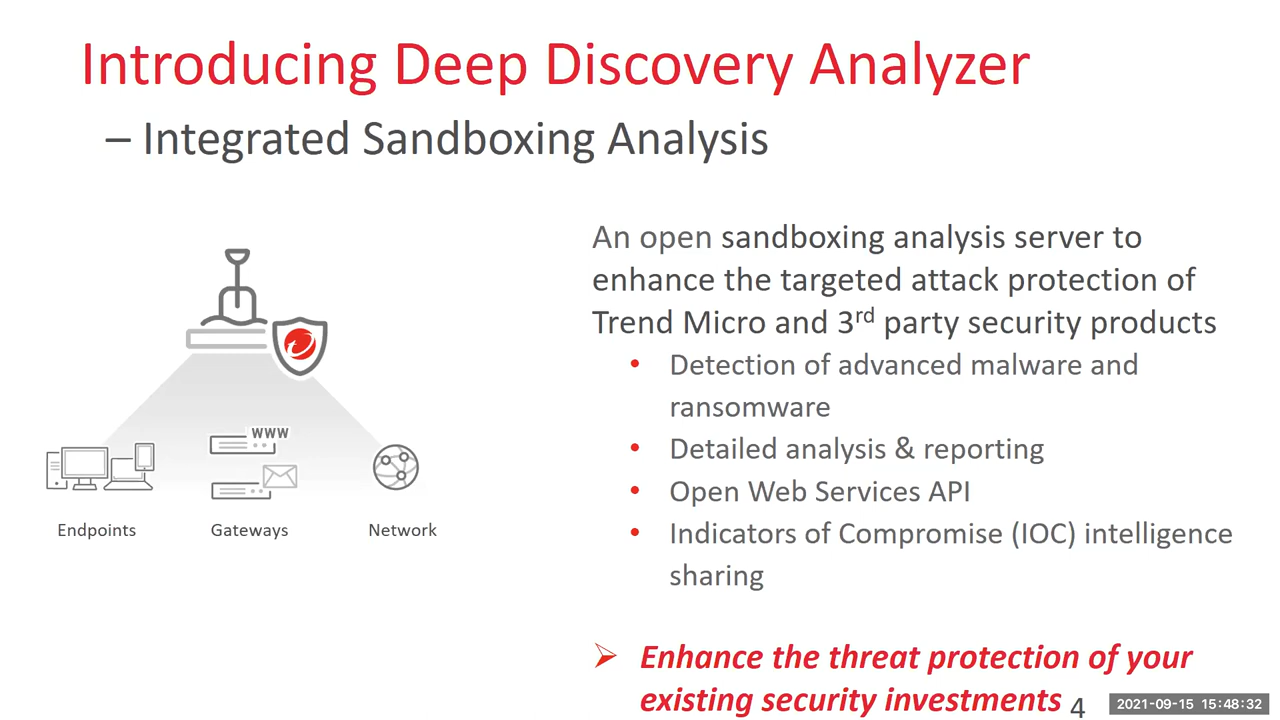 Introducing Deep Discovery Analyzer
– Integrated Sandboxing Analysis
An open sandboxing analysis server to
enhance the targeted attack protection of
Trend Micro and 3rd party security products
• Detection of advanced malware and
ransomware
• Detailed analysis & reporting
• Open Web Services API
• Indicators of Compromise (IOC) intelligence
sharing
WWW
Endpoints
Gateways
Network
➢ Enhance the threat protection of your
existing security investments
4
2021-09-15 15:48:32